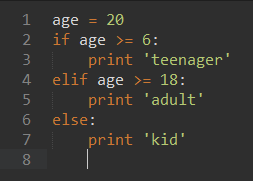 1 age = 20
2 if age >= 6:
3     print 'teenager'
4 elif age >= 18:
5     print 'adult'
6 else:
7     print 'kid'
8